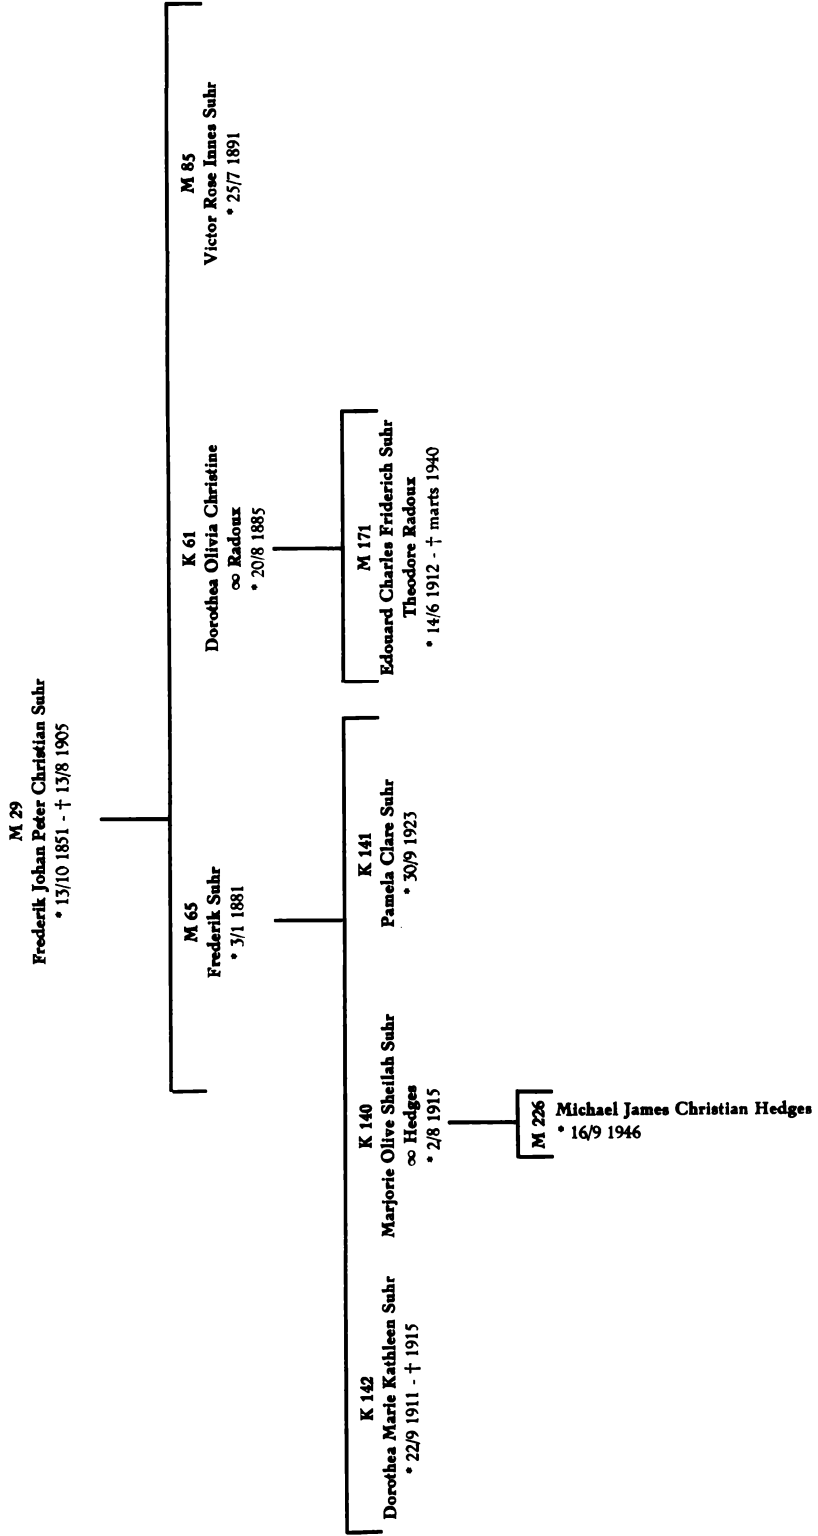 M 29
Frederik Johan Peter Christian Suhr
* 13/10 1851 - † 13/8 1905
M 65
Frederik Suhr
* 3/1 1881
K 61
Dorothea Olivia Christine
∞ Radoux
* 20/8 1885
M 85
Victor Rose Innes Suhr
* 25/7 1891
K 142
Dorothea Marie Kathleen Suhr
* 22/9 1911 - † 1915
K 140
Marjorie Olive Sheilah Suhr
∞ Hedges
* 2/8 1915
K 141
Pamela Clare Suhr
* 30/9 1923
M 171
Edouard Charles Friderich Suhr
Theodore Radoux
* 14/6 1912 - † marts 1940
M 226
Michael James Christian Hedges
* 16/9 1946